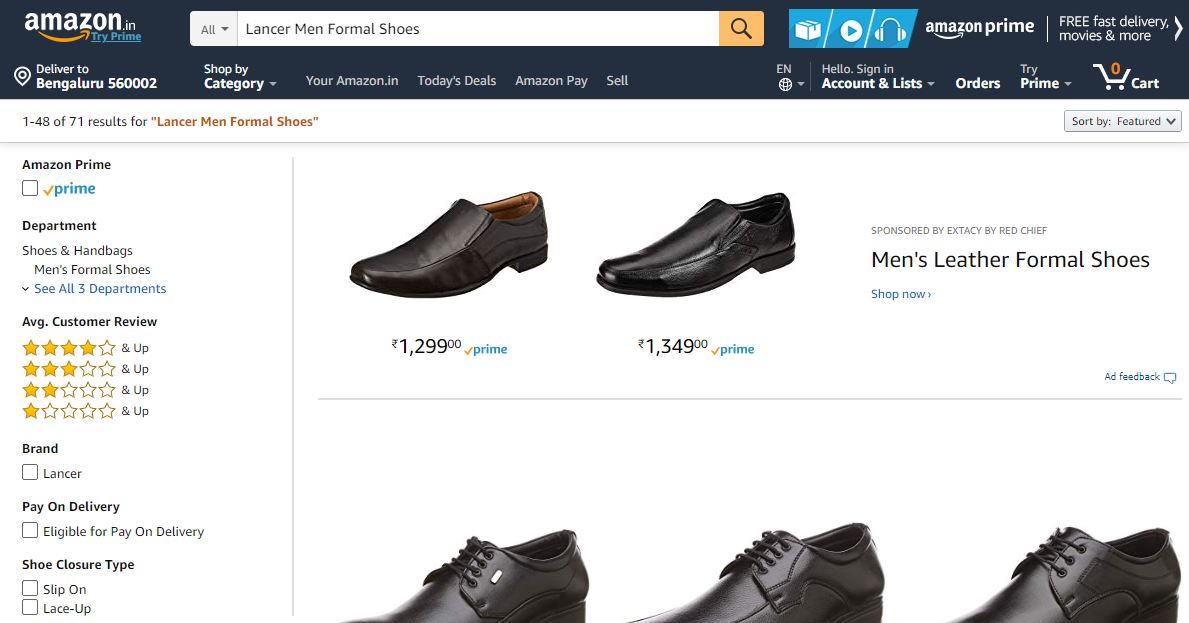 amazon.in
Try Prime
All
Lancer Men Formal Shoes
amazon prime
FREE fast delivery,
movies & more
Deliver to
Bengaluru 560002
Shop by
Category
Your Amazon.in
Today's Deals
Amazon Pay
Sell
EN
Hello. Sign in
Account & Lists
Orders
Try
Prime
0
Cart
1-48 of 71 results for "Lancer Men Formal Shoes"
Sort by: Featured
Amazon Prime
prime
Department
Shoes & Handbags
Men's Formal Shoes
See All 3 Departments
Avg. Customer Review
& Up
& Up
& Up
& Up
Brand
Lancer
Pay On Delivery
Eligible for Pay On Delivery
Shoe Closure Type
Slip On
Lace-Up
₹1,29900 prime
₹1,34900 prime
SPONSORED BY EXTACY BY RED CHIEF
Men's Leather Formal Shoes
Shop now ›
Ad feedback